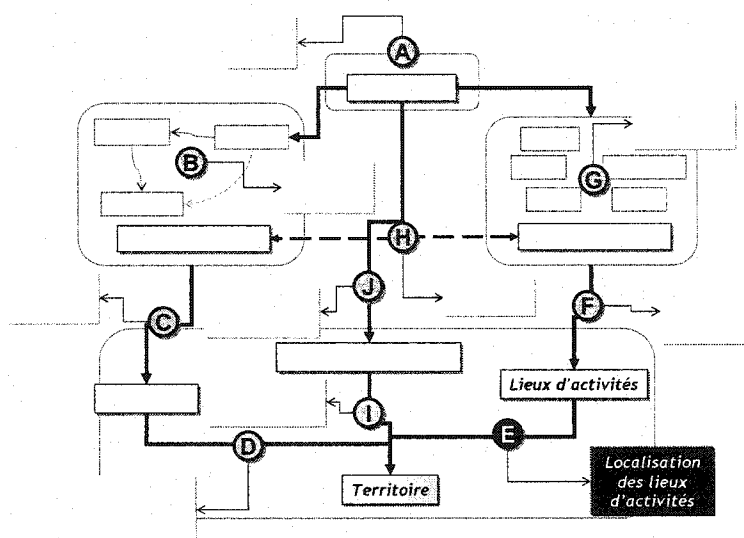 A
B
G
H
J
C
F
Lieux d'activités
I
E
D
Localisation
des lieux
d'activités
Territoire